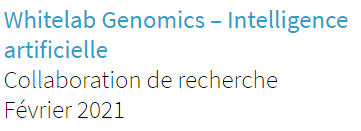 Whitelab Genomics – Intelligence
artificielle
Collaboration de recherche
Février 2021